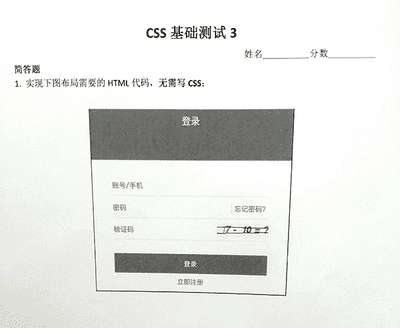 CSS 基础测试 3
姓名________ 分数________
简答题
1. 实现下图布局需要的 HTML 代码，无需写 CSS：
登录
账号/手机
密码 忘记密码?
验证码 17 - 10 = ?
登录
立即注册